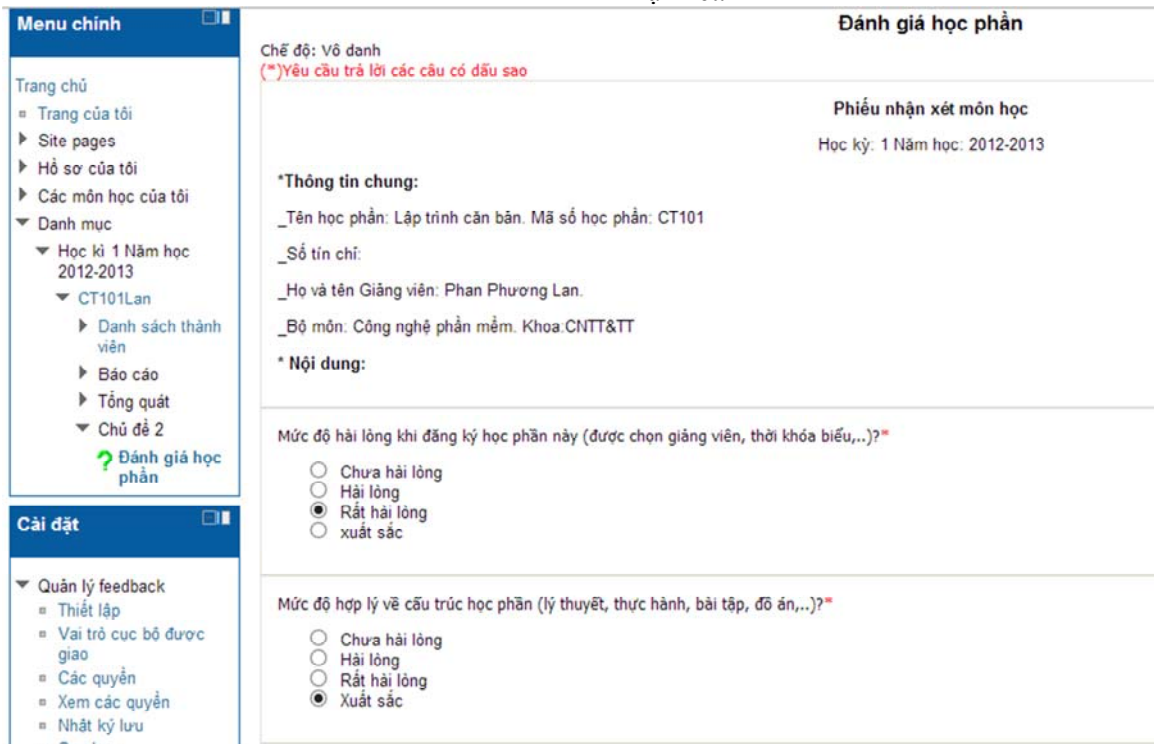 Menu chính
Trang chủ
Trang của tôi
Site pages
Hồ sơ của tôi
Các môn học của tôi
Danh mục
Học kì 1 Năm học
2012-2013
CT101Lan
Danh sách thành
viên
Báo cáo
Tổng quát
Chủ đề 2
Đánh giá học
phần
Cài đặt
Quản lý feedback
Thiết lập
Vai trò cục bộ được
giao
Các quyền
Xem các quyền
Nhật ký lưu
Đánh giá học phần
Chế độ: Vô danh
(*)Yêu cầu trả lời các câu có dấu sao
Phiếu nhận xét môn học
Học kỳ: 1 Năm học: 2012-2013
*Thông tin chung:
_Tên học phần: Lập trình căn bản. Mã số học phần: CT101
_Số tín chỉ:
_Họ và tên Giảng viên: Phan Phương Lan.
_Bộ môn: Công nghệ phần mềm. Khoa:CNTT&TT
* Nội dung:
Mức độ hài lòng khi đăng ký học phần này (được chọn giảng viên, thời khóa biểu,..)?*
Chưa hài lòng
Hài lòng
Rất hài lòng
xuất sắc
Mức độ hợp lý về cấu trúc học phần (lý thuyết, thực hành, bài tập, đồ án,..)?*
Chưa hài lòng
Hài lòng
Rất hài lòng
Xuất sắc